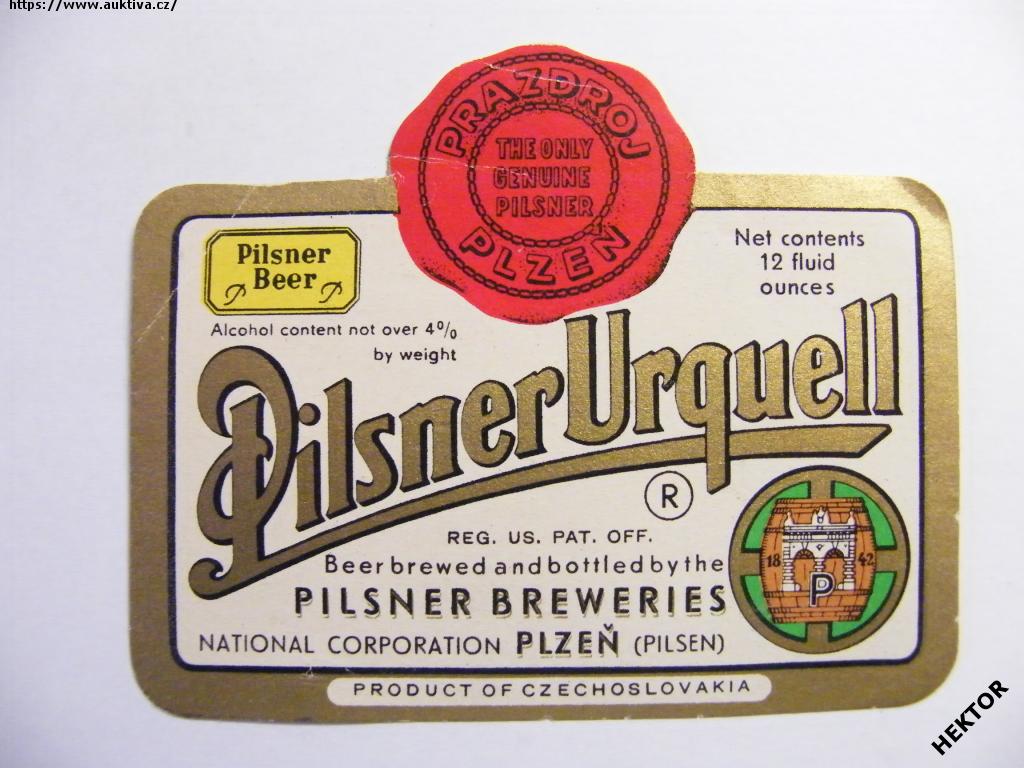 https://www.auktiva.cz/
PRAZDROJ
THE ONLY
GENUINE
PILSNER
PLZEŇ
Pilsner
Beer
P P
Net contents
12 fluid
ounces
Alcohol content not over 4%
by weight
Pilsner Urquell
R
REG. US. PAT. OFF.
Beer brewed and bottled by the
PILSNER BREWERIES
NATIONAL CORPORATION PLZEŇ (PILSEN)
18 42
P
PRODUCT OF CZECHOSLOVAKIA
HEKTOR